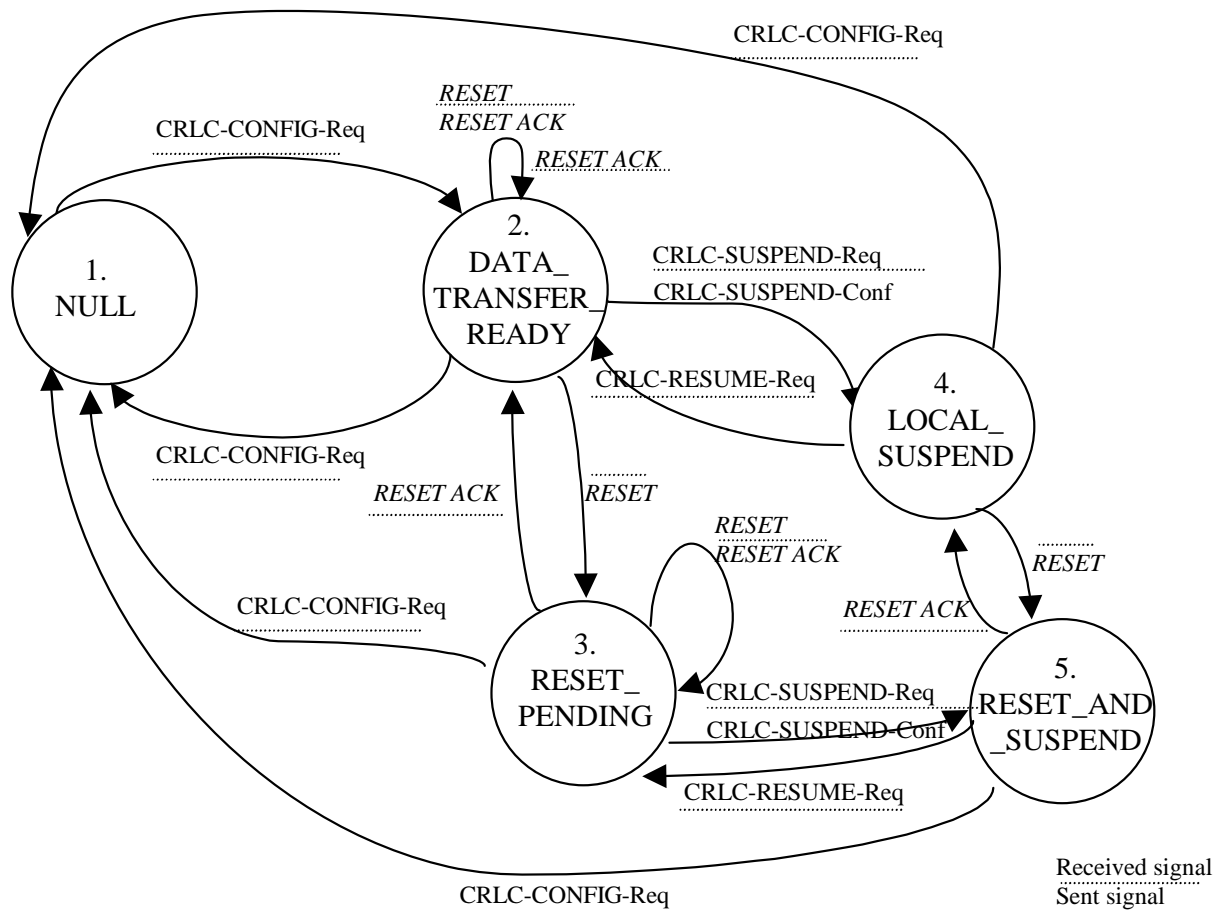 CRLC-CONFIG-Req
RESET
RESET ACK
CRLC-CONFIG-Req
RESET ACK
1.
NULL
2.
DATA_
TRANSFER_
READY
CRLC-SUSPEND-Req
CRLC-SUSPEND-Conf
CRLC-RESUME-Req
4.
LOCAL_
SUSPEND
CRLC-CONFIG-Req
RESET ACK
RESET
RESET
RESET ACK
RESET
CRLC-CONFIG-Req
RESET ACK
3.
RESET_
PENDING
CRLC-SUSPEND-Req
CRLC-SUSPEND-Conf
CRLC-RESUME-Req
5.
RESET_AND
_SUSPEND
CRLC-CONFIG-Req
Received signal
Sent signal